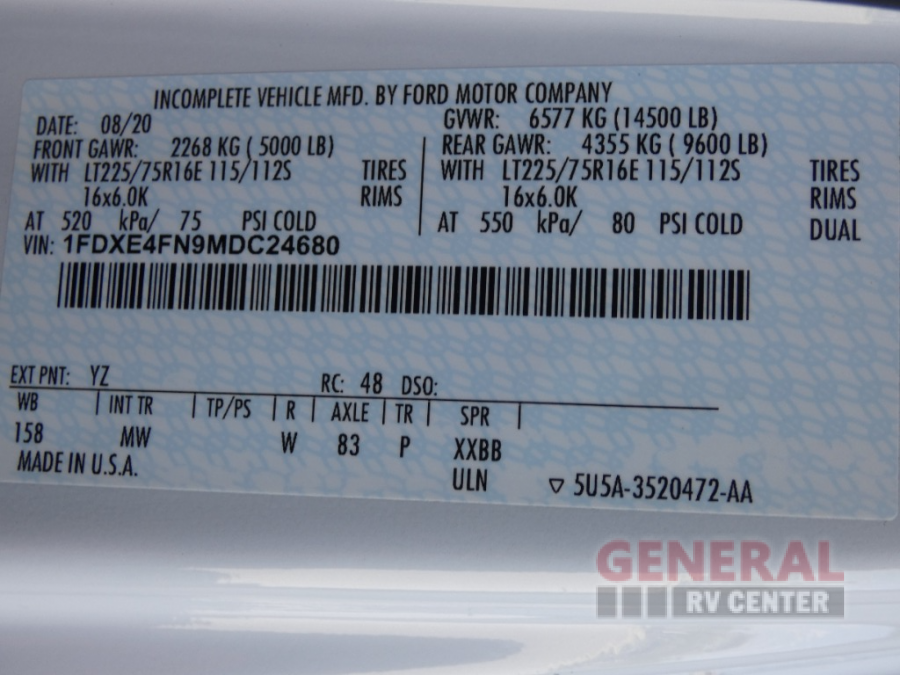 INCOMPLETE VEHICLE MFD. BY FORD MOTOR COMPANY
DATE: 08/20 GVWR: 6577 KG (14500 LB)
FRONT GAWR: 2268 KG ( 5000 LB) REAR GAWR: 4355 KG ( 9600 LB)
WITH LT225/75R16E 115/112S TIRES WITH LT225/75R16E 115/112S TIRES
16x6.0K RIMS 16x6.0K RIMS
AT 520 kPa/ 75 PSI COLD AT 550 kPa/ 80 PSI COLD DUAL
VIN: 1FDXE4FN9MDC24680
EXT PNT: YZ RC: 48 DSO:
WB INT TR TP/PS R AXLE TR SPR
158 MW W 83 P XXBB
MADE IN U.S.A. ULN ▽ 5U5A-3520472-AA
GENERAL
RV CENTER